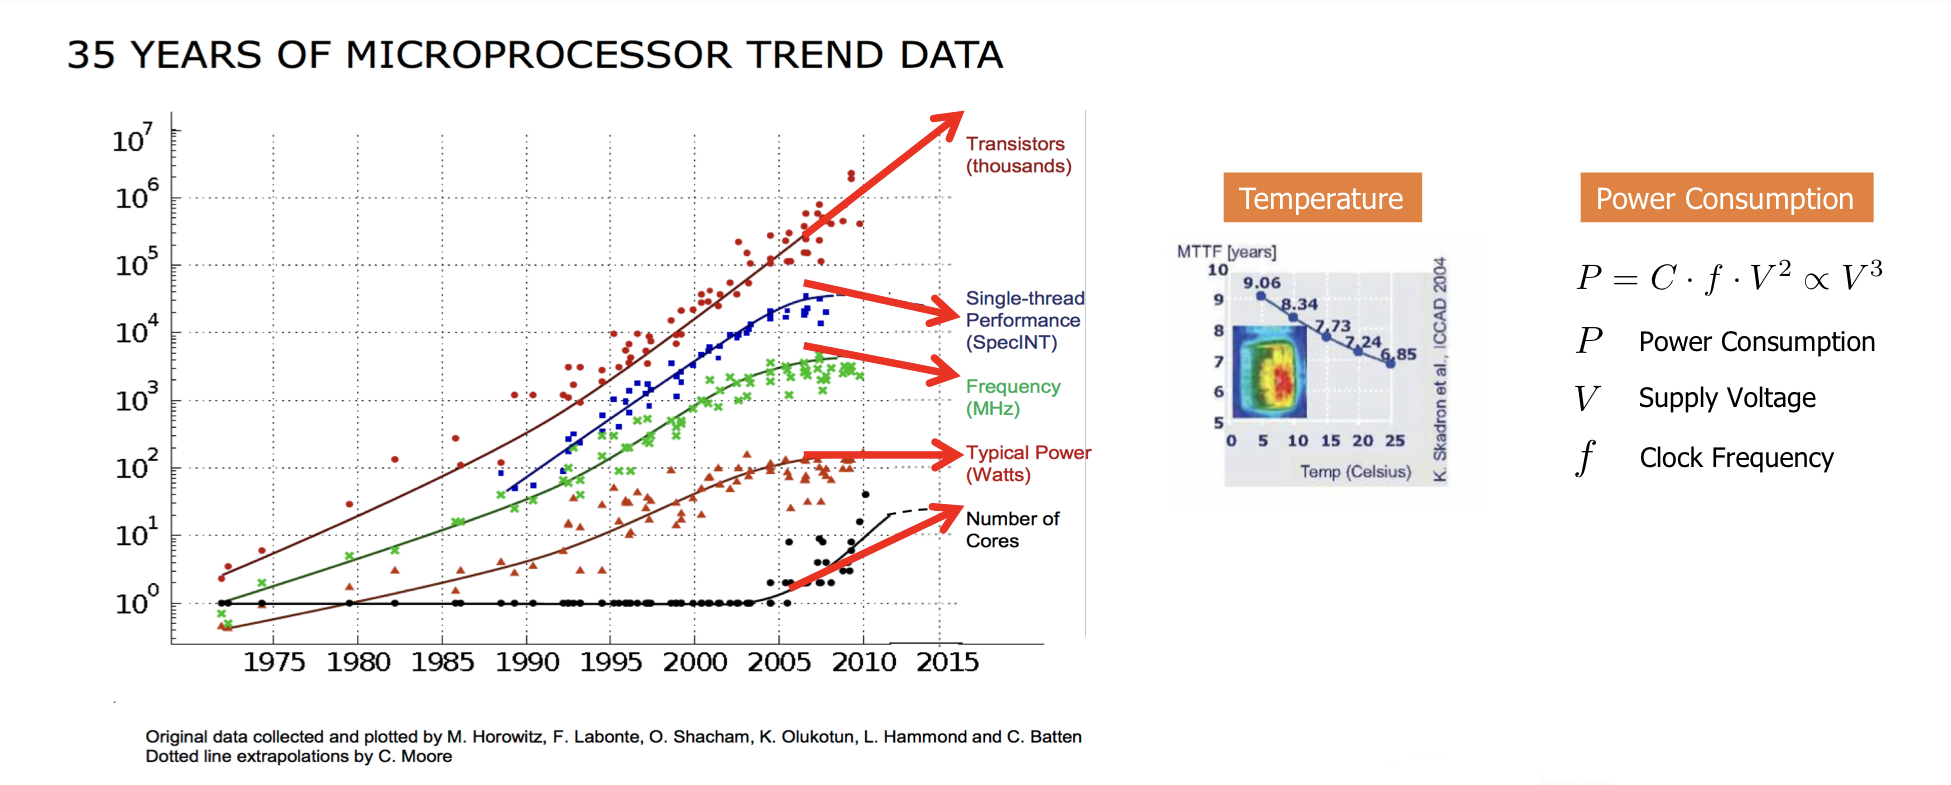 35 YEARS OF MICROPROCESSOR TREND DATA
10^7
10^6
10^5
10^4
10^3
10^2
10^1
10^0
1975 1980 1985 1990 1995 2000 2005 2010 2015
Transistors
(thousands)
Single-thread
Performance
(SpecINT)
Frequency
(MHz)
Typical Power
(Watts)
Number of
Cores
Original data collected and plotted by M. Horowitz, F. Labonte, O. Shacham, K. Olukotun, L. Hammond and C. Batten
Dotted line extrapolations by C. Moore
Temperature
MTTF [years]
10
9
8
7
6
5
9.06
8.34
7.73
7.24
6.85
0 5 10 15 20 25
Temp (Celsius)
K. Skadron et al., ICCAD 2004
Power Consumption
P = C · f · V² ∝ V³
P Power Consumption
V Supply Voltage
f Clock Frequency